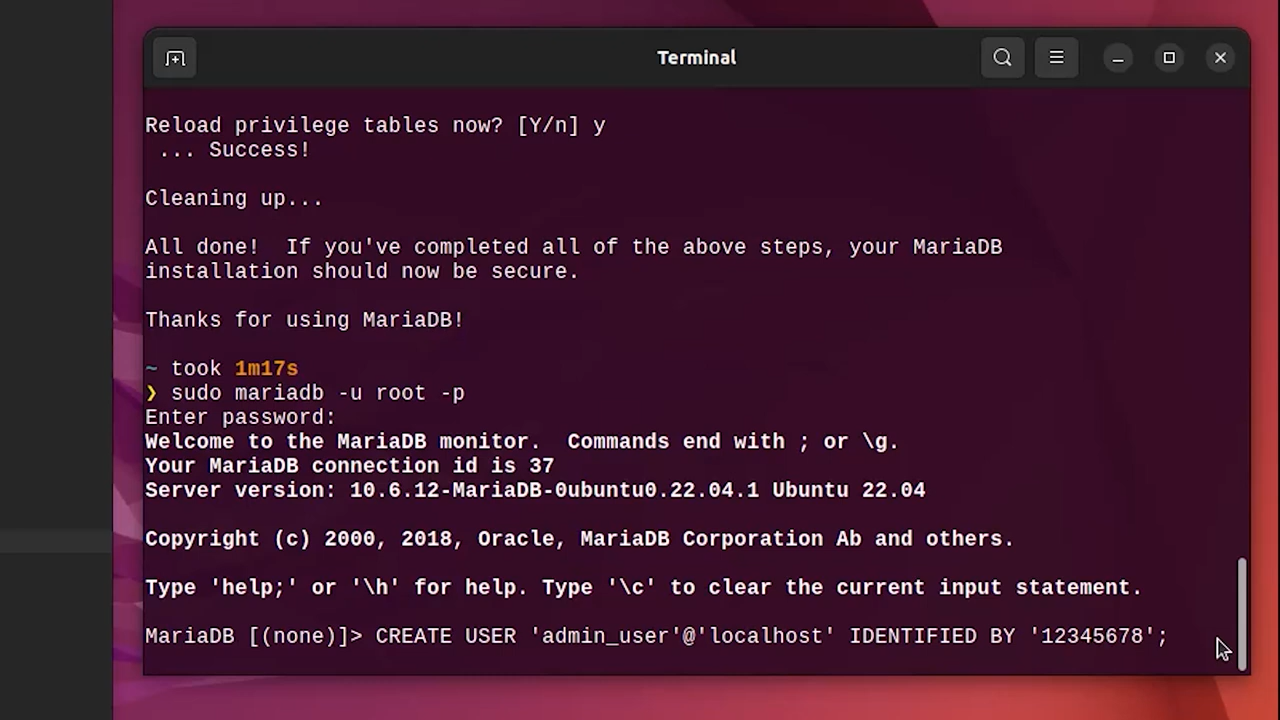 Terminal
Reload privilege tables now? [Y/n] y
 ... Success!
Cleaning up...
All done!  If you've completed all of the above steps, your MariaDB
installation should now be secure.
Thanks for using MariaDB!
~ took 1m17s
❯ sudo mariadb -u root -p
Enter password:
Welcome to the MariaDB monitor.  Commands end with ; or \g.
Your MariaDB connection id is 37
Server version: 10.6.12-MariaDB-0ubuntu0.22.04.1 Ubuntu 22.04
Copyright (c) 2000, 2018, Oracle, MariaDB Corporation Ab and others.
Type 'help;' or '\h' for help. Type '\c' to clear the current input statement.
MariaDB [(none)]> CREATE USER 'admin_user'@'localhost' IDENTIFIED BY '12345678';